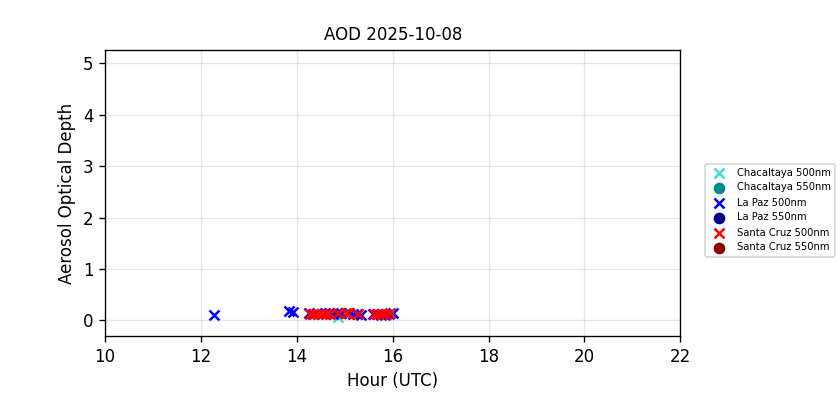 AOD 2025-10-08
Aerosol Optical Depth
5
4
3
2
1
0
10 12 14 16 18 20 22
Hour (UTC)
Chacaltaya 500nm
Chacaltaya 550nm
La Paz 500nm
La Paz 550nm
Santa Cruz 500nm
Santa Cruz 550nm